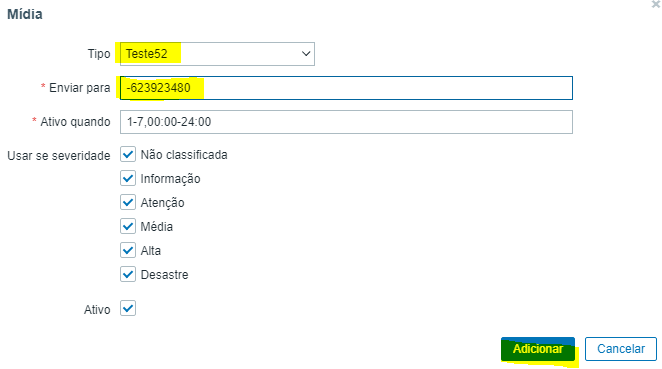 Mídia
Tipo Teste52
* Enviar para -623923480
* Ativo quando 1-7,00:00-24:00
Usar se severidade Não classificada
Informação
Atenção
Média
Alta
Desastre
Ativo
Adicionar Cancelar